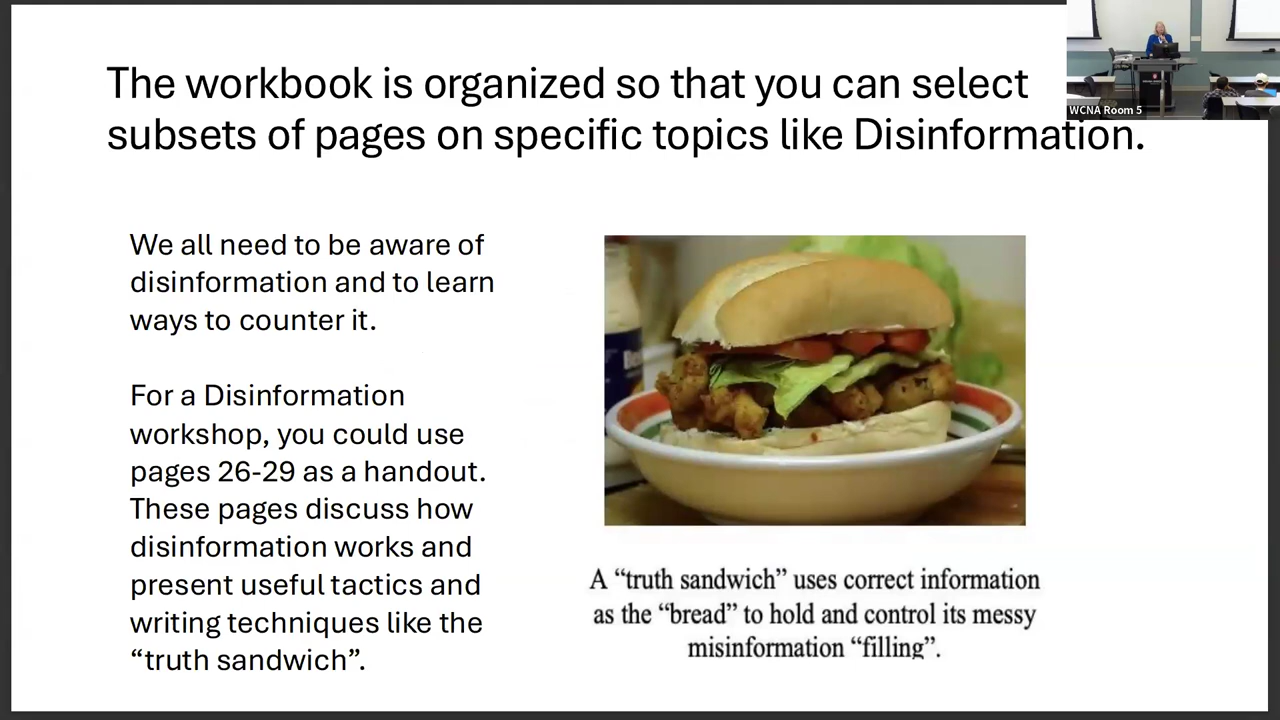 The workbook is organized so that you can select
subsets of pages on specific topics like Disinformation.
WCNA Room 5
We all need to be aware of
disinformation and to learn
ways to counter it.
For a Disinformation
workshop, you could use
pages 26-29 as a handout.
These pages discuss how
disinformation works and
present useful tactics and
writing techniques like the
“truth sandwich”.
A “truth sandwich” uses correct information
as the “bread” to hold and control its messy
misinformation “filling”.